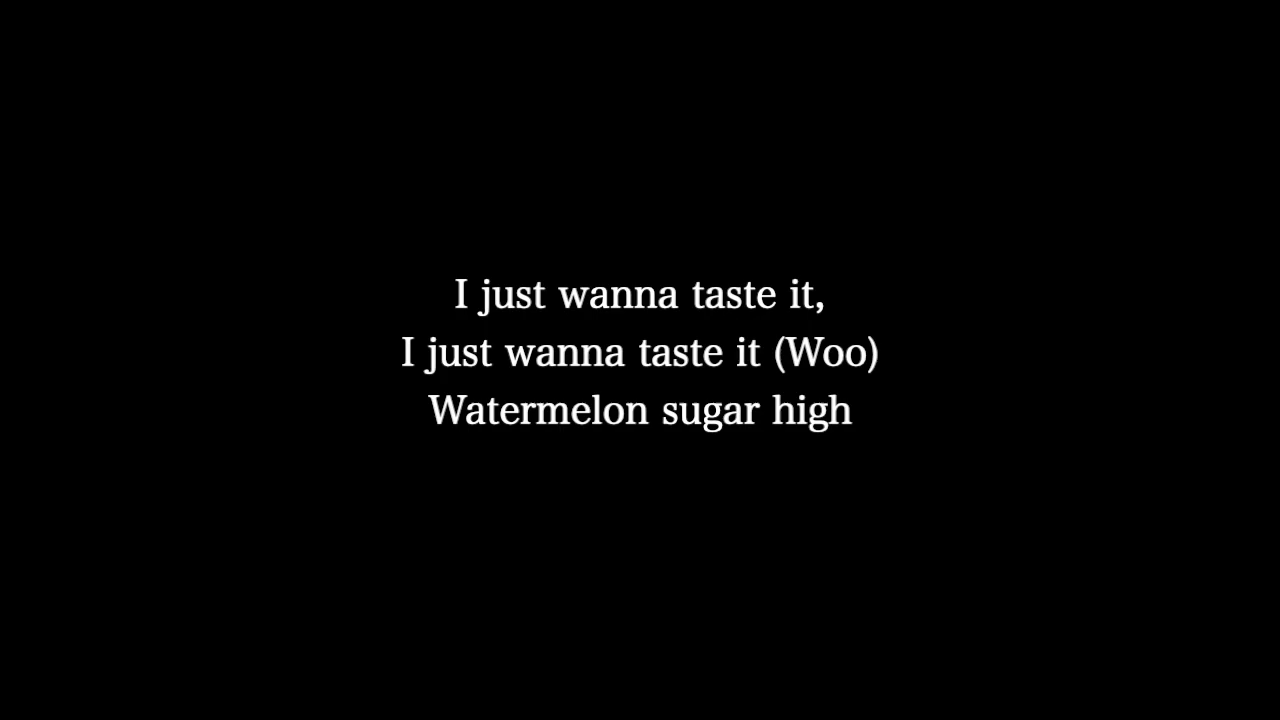 I just wanna taste it,
I just wanna taste it (Woo)
Watermelon sugar high